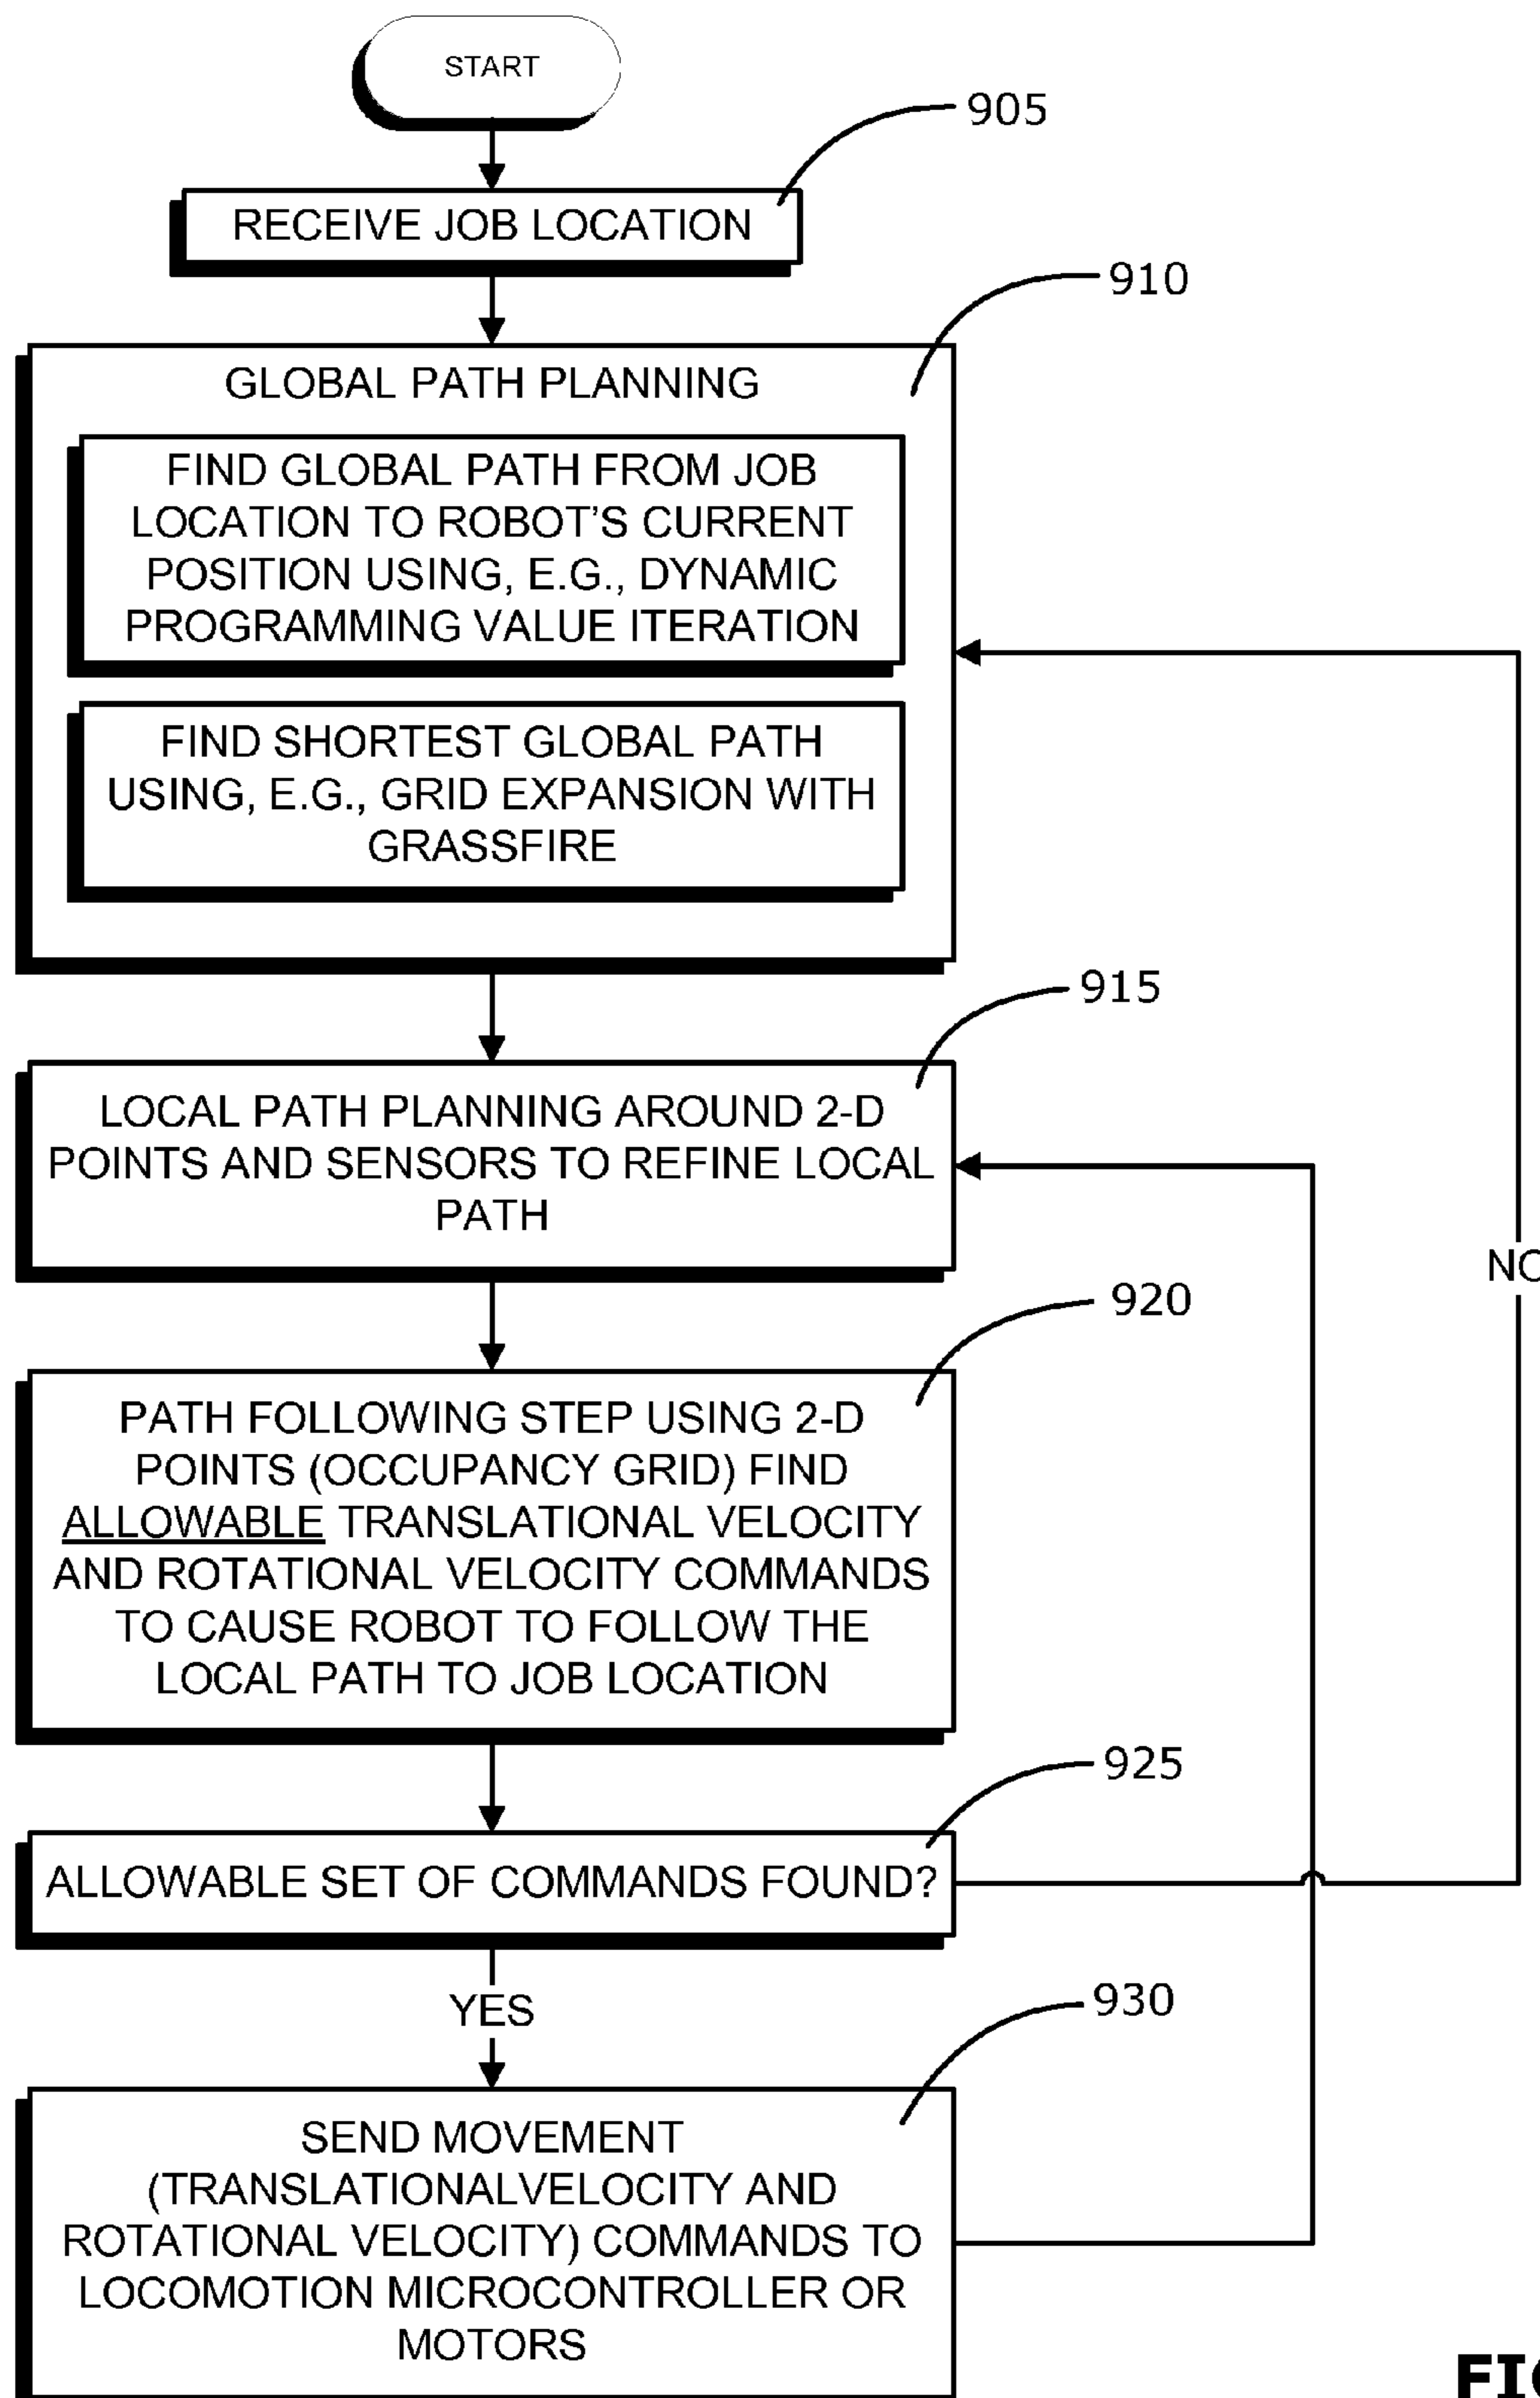 START
905
RECEIVE JOB LOCATION
910
GLOBAL PATH PLANNING
FIND GLOBAL PATH FROM JOB
LOCATION TO ROBOT'S CURRENT
POSITION USING, E.G., DYNAMIC
PROGRAMMING VALUE ITERATION
FIND SHORTEST GLOBAL PATH
USING, E.G., GRID EXPANSION WITH
GRASSFIRE
915
LOCAL PATH PLANNING AROUND 2-D
POINTS AND SENSORS TO REFINE LOCAL
PATH
NO
920
PATH FOLLOWING STEP USING 2-D
POINTS (OCCUPANCY GRID) FIND
ALLOWABLE TRANSLATIONAL VELOCITY
AND ROTATIONAL VELOCITY COMMANDS
TO CAUSE ROBOT TO FOLLOW THE
LOCAL PATH TO JOB LOCATION
925
ALLOWABLE SET OF COMMANDS FOUND?
YES
930
SEND MOVEMENT
(TRANSLATIONALVELOCITY AND
ROTATIONAL VELOCITY) COMMANDS TO
LOCOMOTION MICROCONTROLLER OR
MOTORS